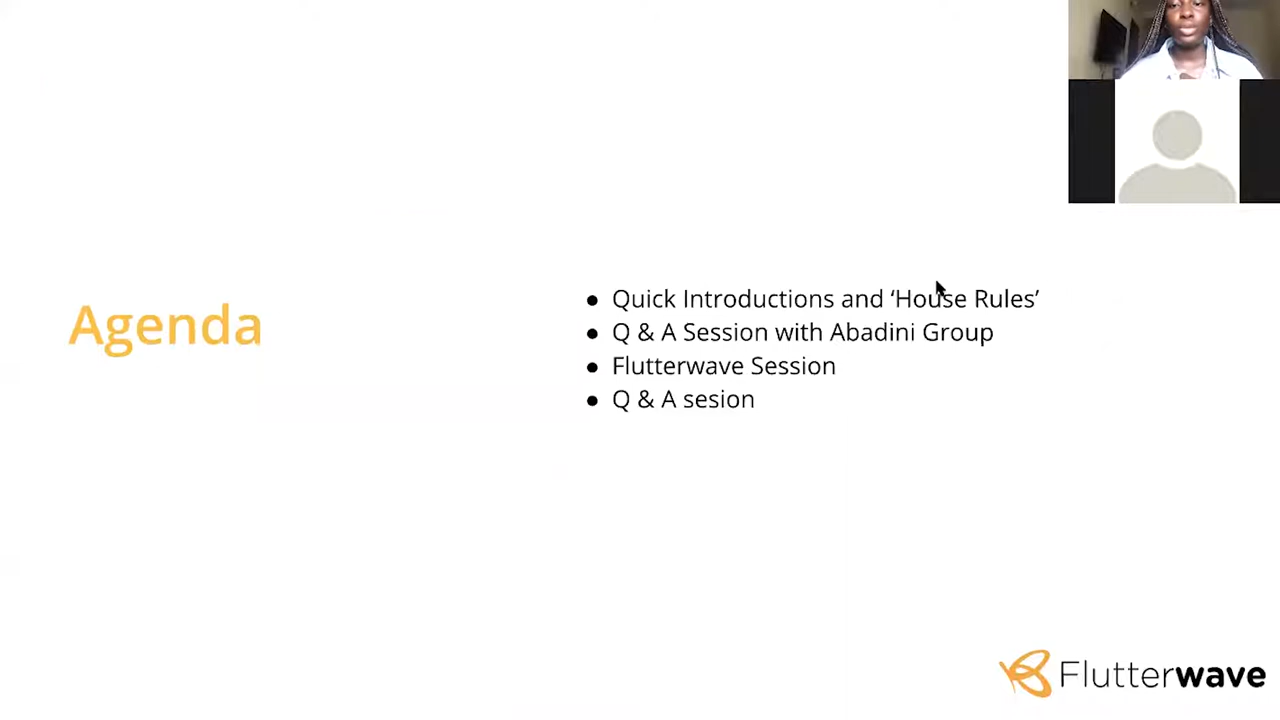 Agenda
● Quick Introductions and ‘House Rules’
● Q & A Session with Abadini Group
● Flutterwave Session
● Q & A sesion
Flutterwave